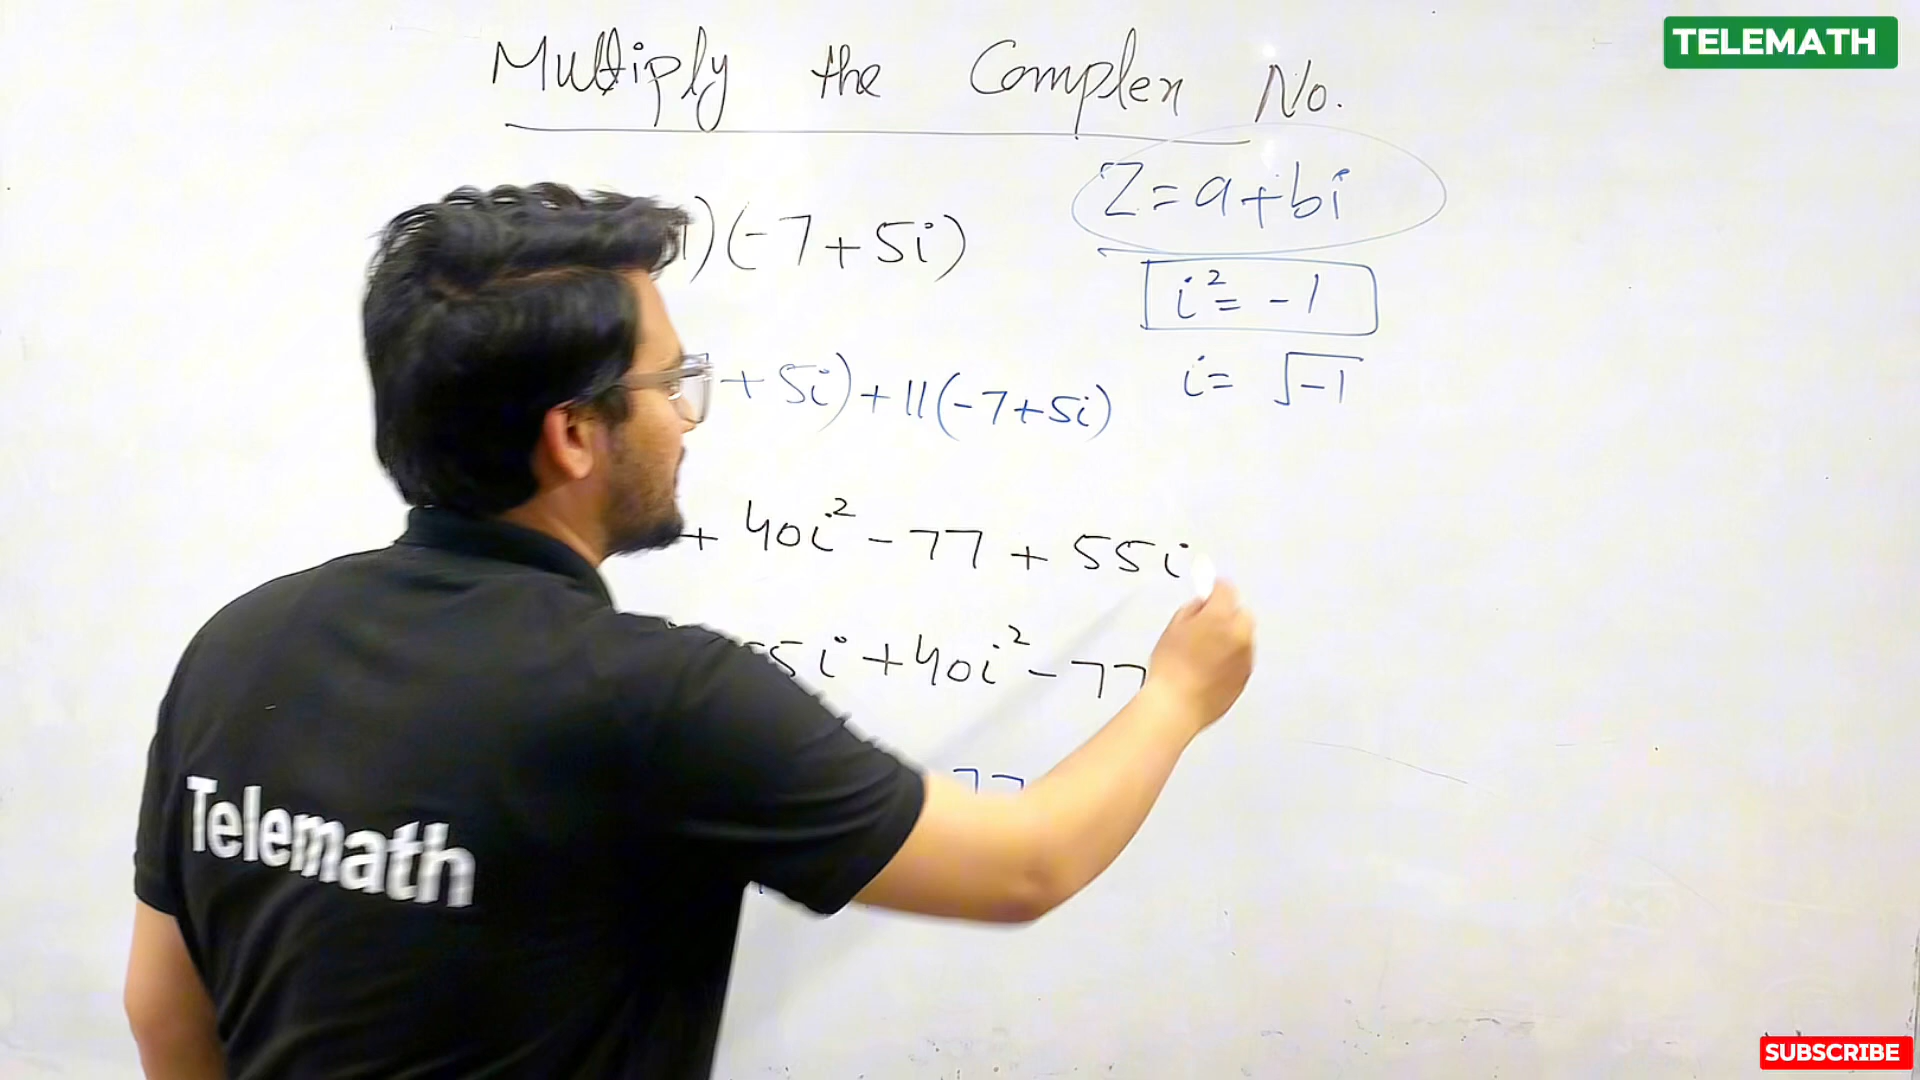 TELEMATH
Multiply the Complex No.
Z=a+bi
)(-7+5i)
i²= -1
+ 5i)+11(-7+5i)
i= √-1
+ 40i² - 77 + 55i
5i +40i² - 77
77
Telemath
SUBSCRIBE